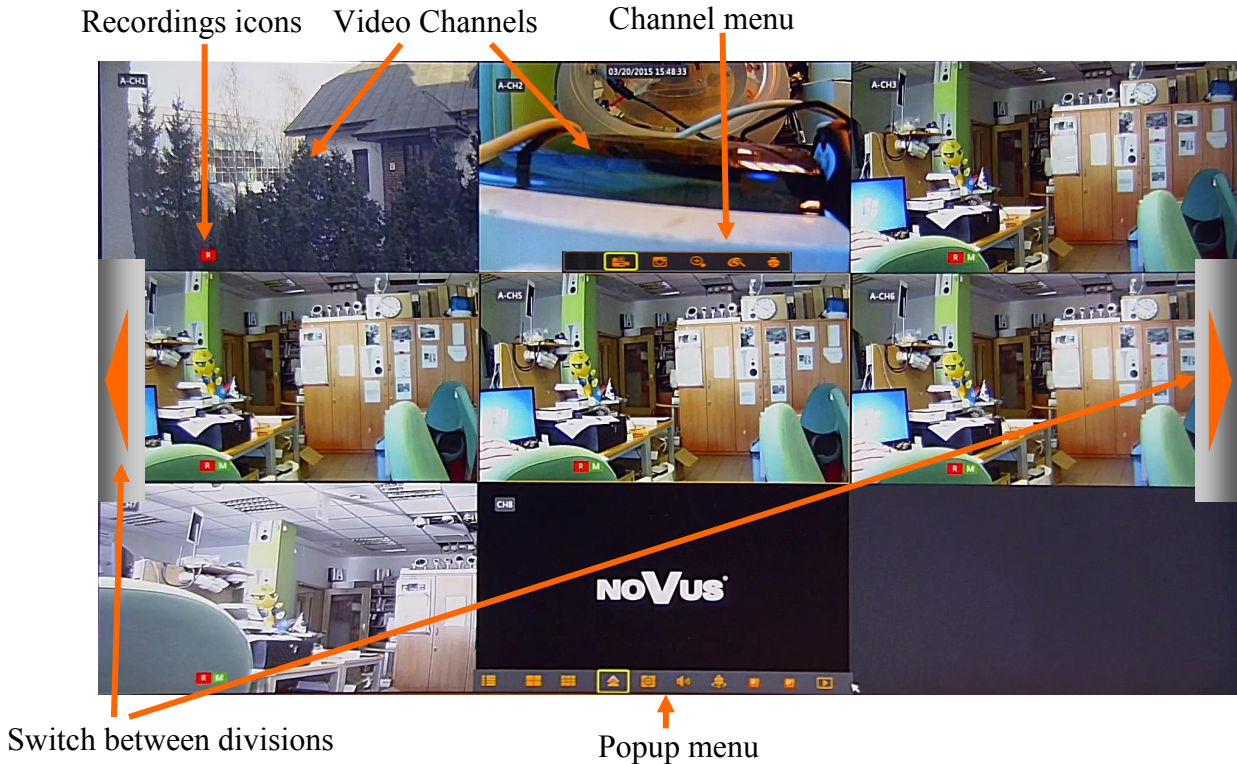 Recordings icons
Video Channels
Channel menu
A-CH1
A-CH2
03/20/2015 15:48:33
A-CH3
R
R M
A-CH5
A-CH6
R M
R M
R M
CH7
CH8
NOVUS
R M
Switch between divisions
Popup menu